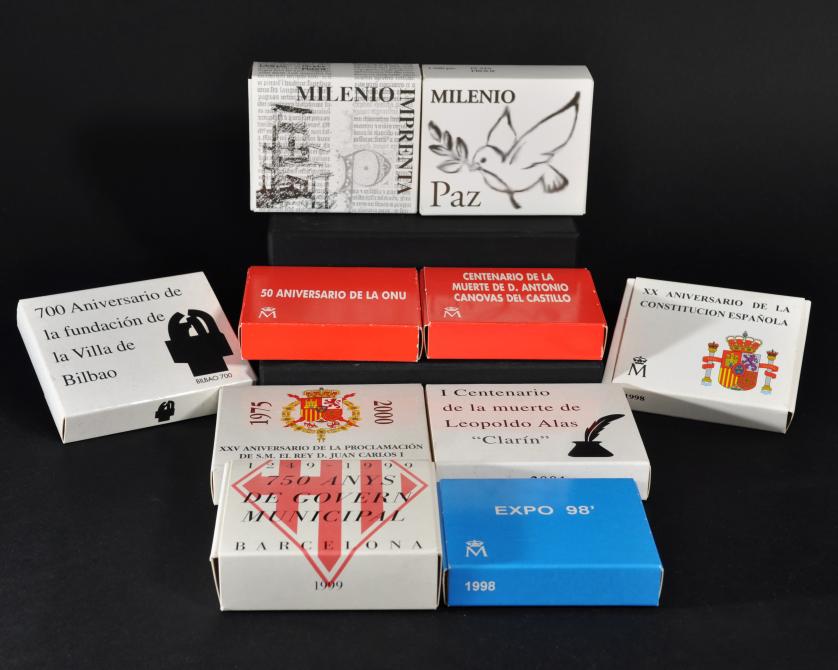 MILENIO
IMPRENTA
MILENIO
Paz
700 Aniversario de
la fundación de
la Villa de
Bilbao
BILBAO 700
50 ANIVERSARIO DE LA ONU
M
CENTENARIO DE LA
MUERTE DE D. ANTONIO
CANOVAS DEL CASTILLO
M
XX ANIVERSARIO DE LA
CONSTITUCION ESPAÑOLA
M
1998
1975
2000
XXV ANIVERSARIO DE LA PROCLAMACIÓN
DE S.M. EL REY D. JUAN CARLOS I
I Centenario
de la muerte de
Leopoldo Alas
“Clarín”
2001
1249-1999
750 ANYS
DE GOVERN
MUNICIPAL
BARCELONA
1999
EXPO 98'
M
1998